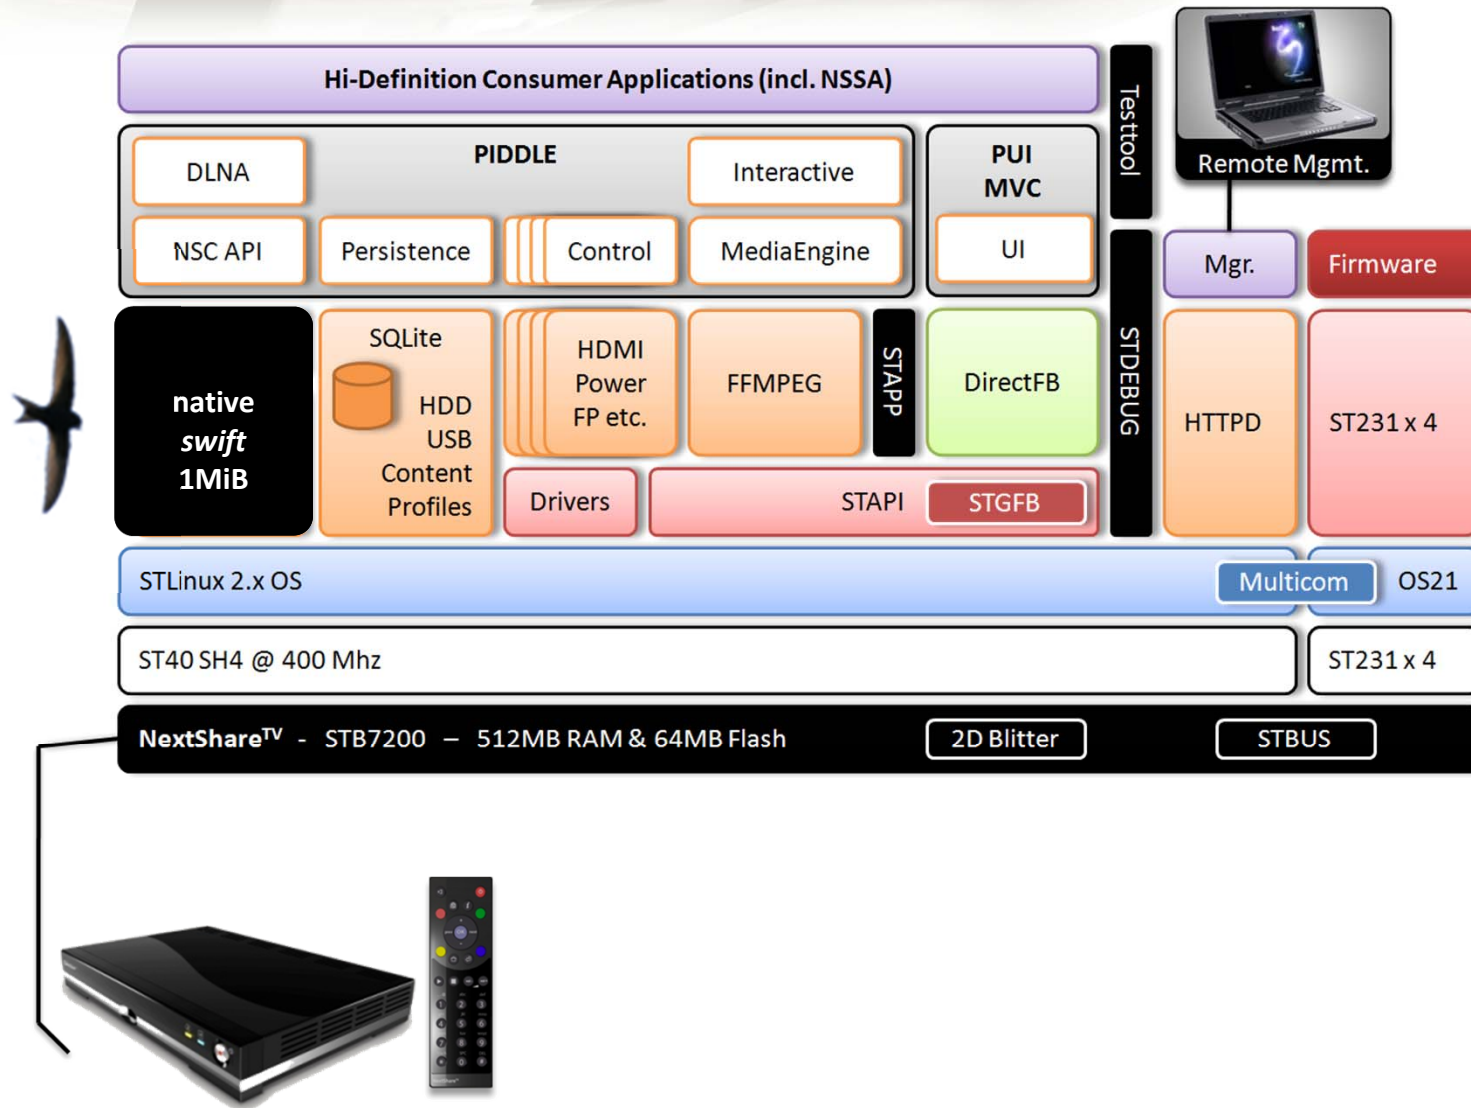 Hi-Definition Consumer Applications (incl. NSSA)
Testtool
Remote Mgmt.
DLNA
PIDDLE
Interactive
PUI
MVC
NSC API
Persistence
Control
MediaEngine
UI
Mgr.
Firmware
native
swift
1MiB
SQLite
HDD
USB
Content
Profiles
HDMI
Power
FP etc.
FFMPEG
STAPP
DirectFB
STDEBUG
HTTPD
ST231 x 4
Drivers
STAPI
STGFB
STLinux 2.x OS
Multicom
OS21
ST40 SH4 @ 400 Mhz
ST231 x 4
NextShareTV - STB7200 – 512MB RAM & 64MB Flash
2D Blitter
STBUS